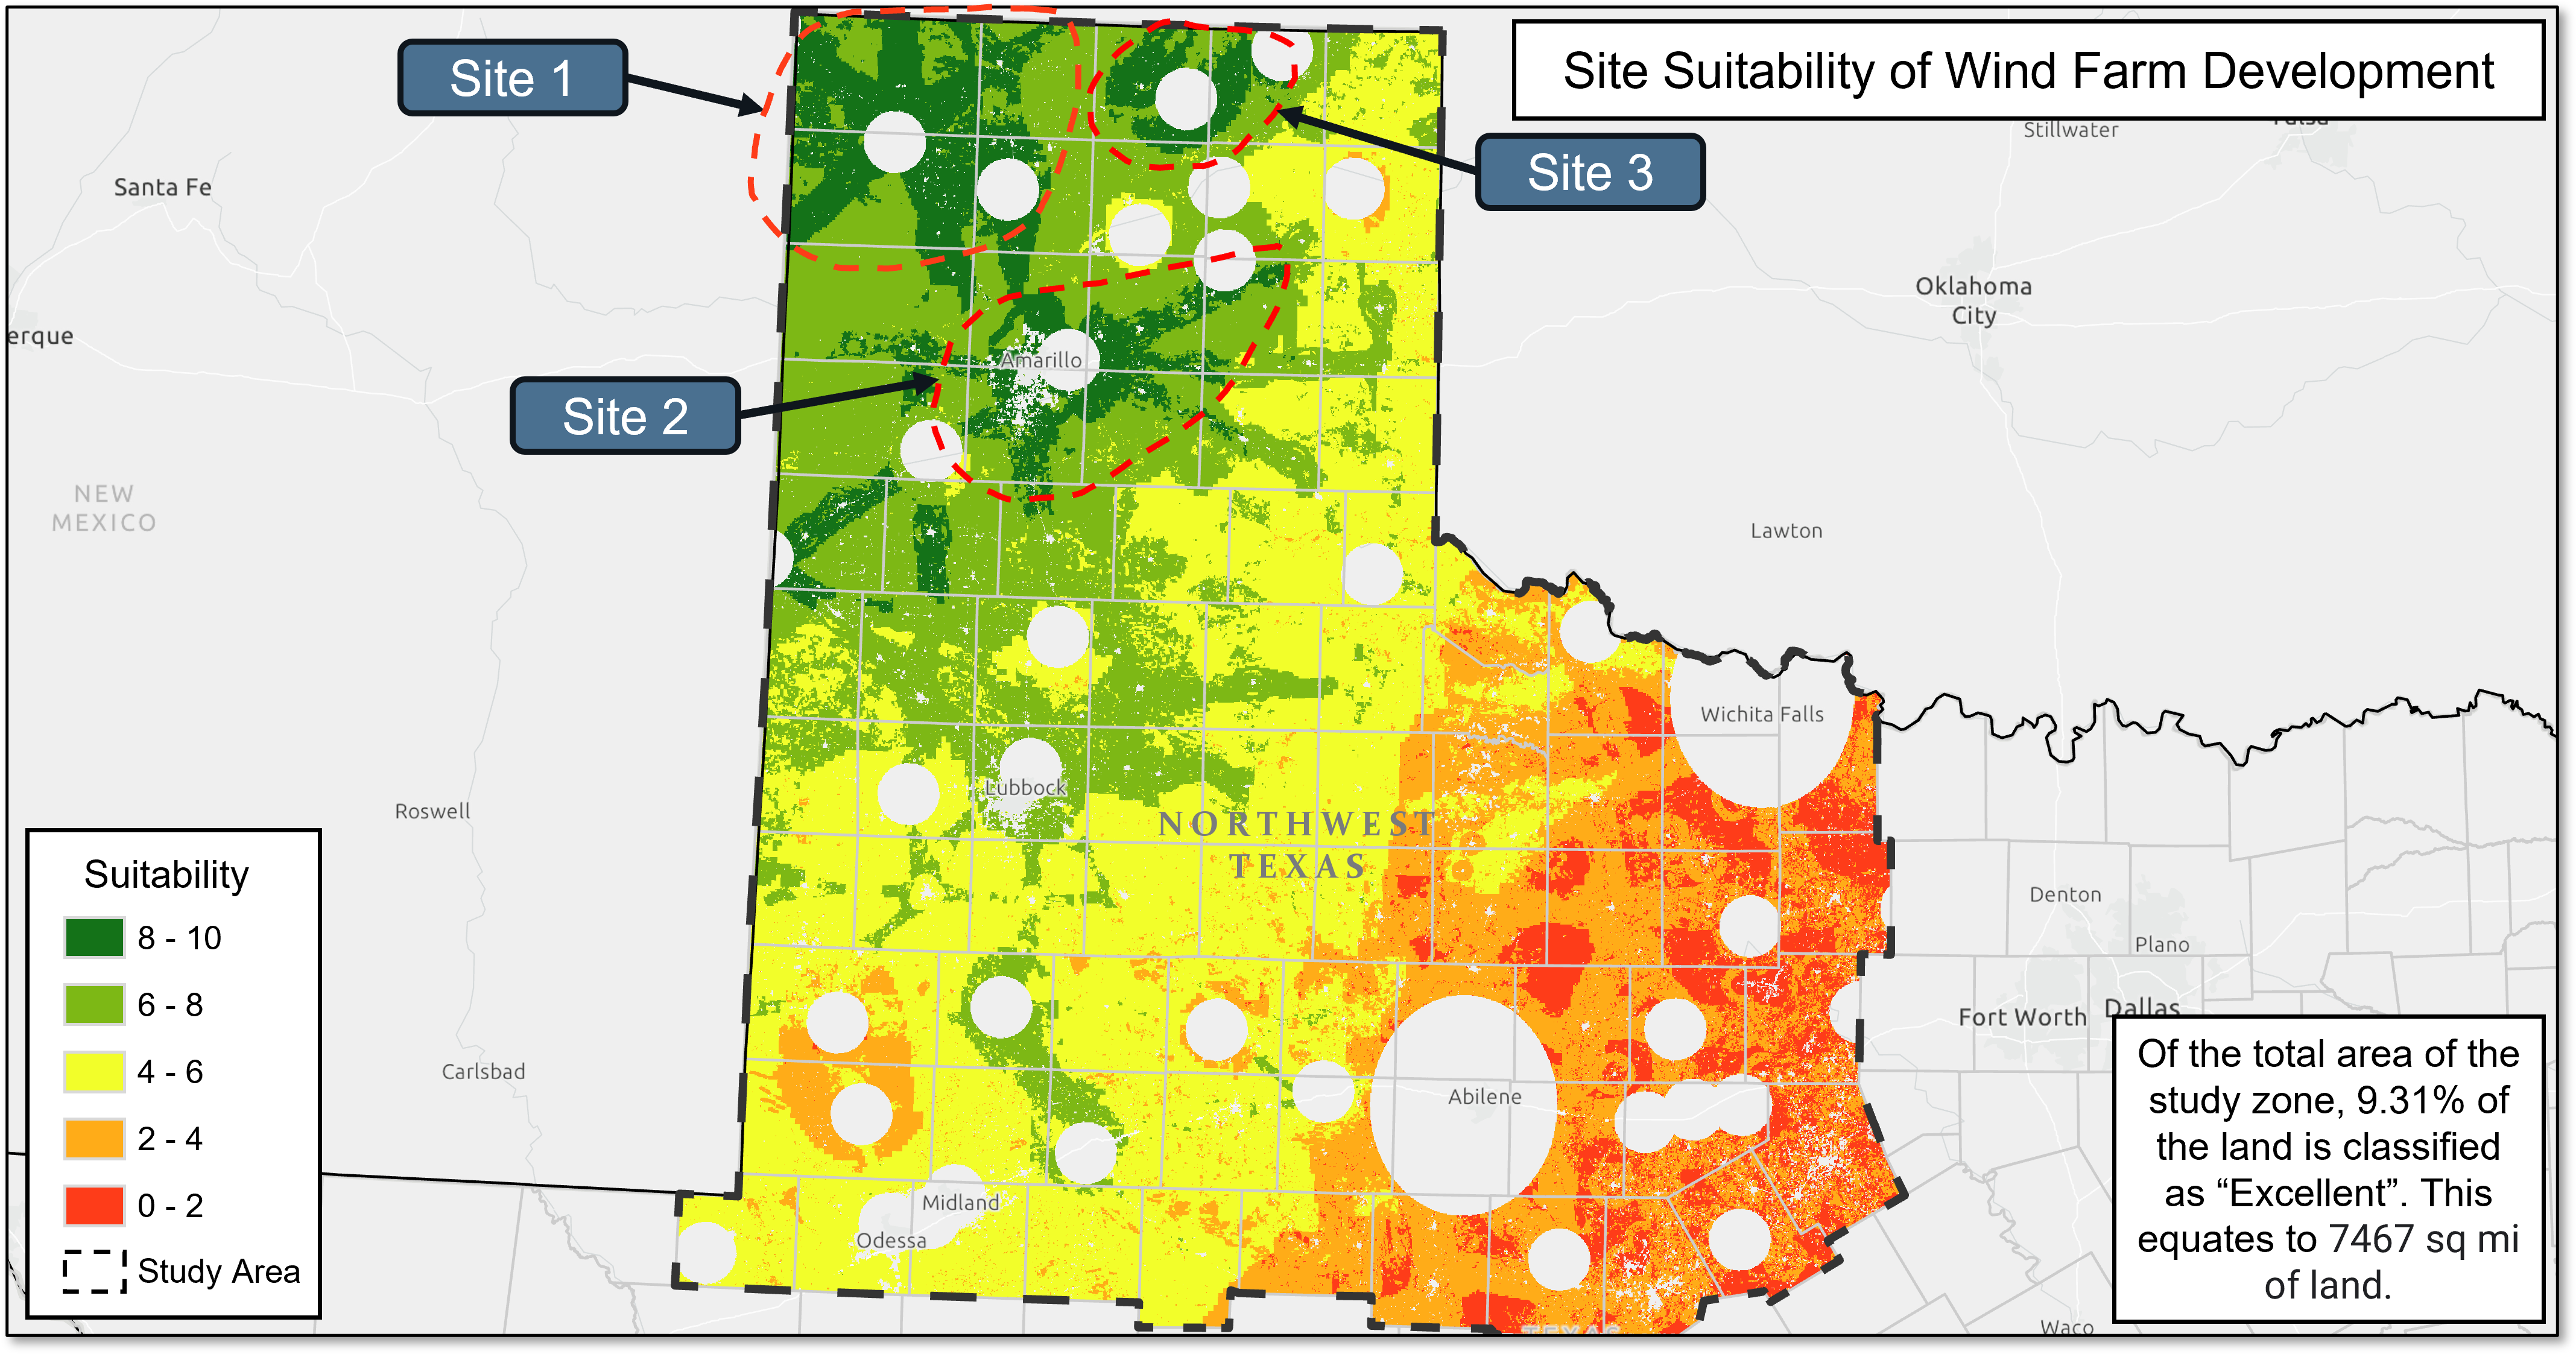 Site Suitability of Wind Farm Development
Site 1
Site 3
Site 2
Stillwater
Santa Fe
Oklahoma
City
erque
Amarillo
NEW
MEXICO
Lawton
Wichita Falls
Lubbock
Roswell
NORTHWEST
TEXAS
Denton
Plano
Fort Worth
Dallas
Carlsbad
Abilene
Midland
Odessa
Waco
TEXAS
Suitability
8 - 10
6 - 8
4 - 6
2 - 4
0 - 2
Study Area
Of the total area of the
study zone, 9.31% of
the land is classified
as “Excellent”. This
equates to 7467 sq mi
of land.